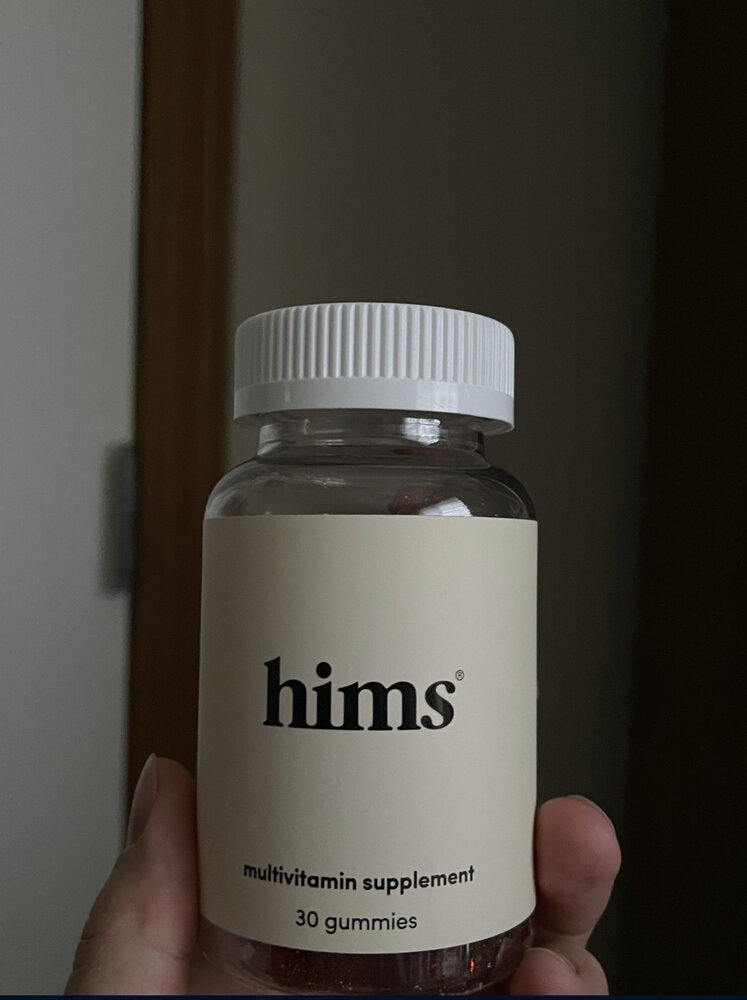 hims®
multivitamin supplement
30 gummies